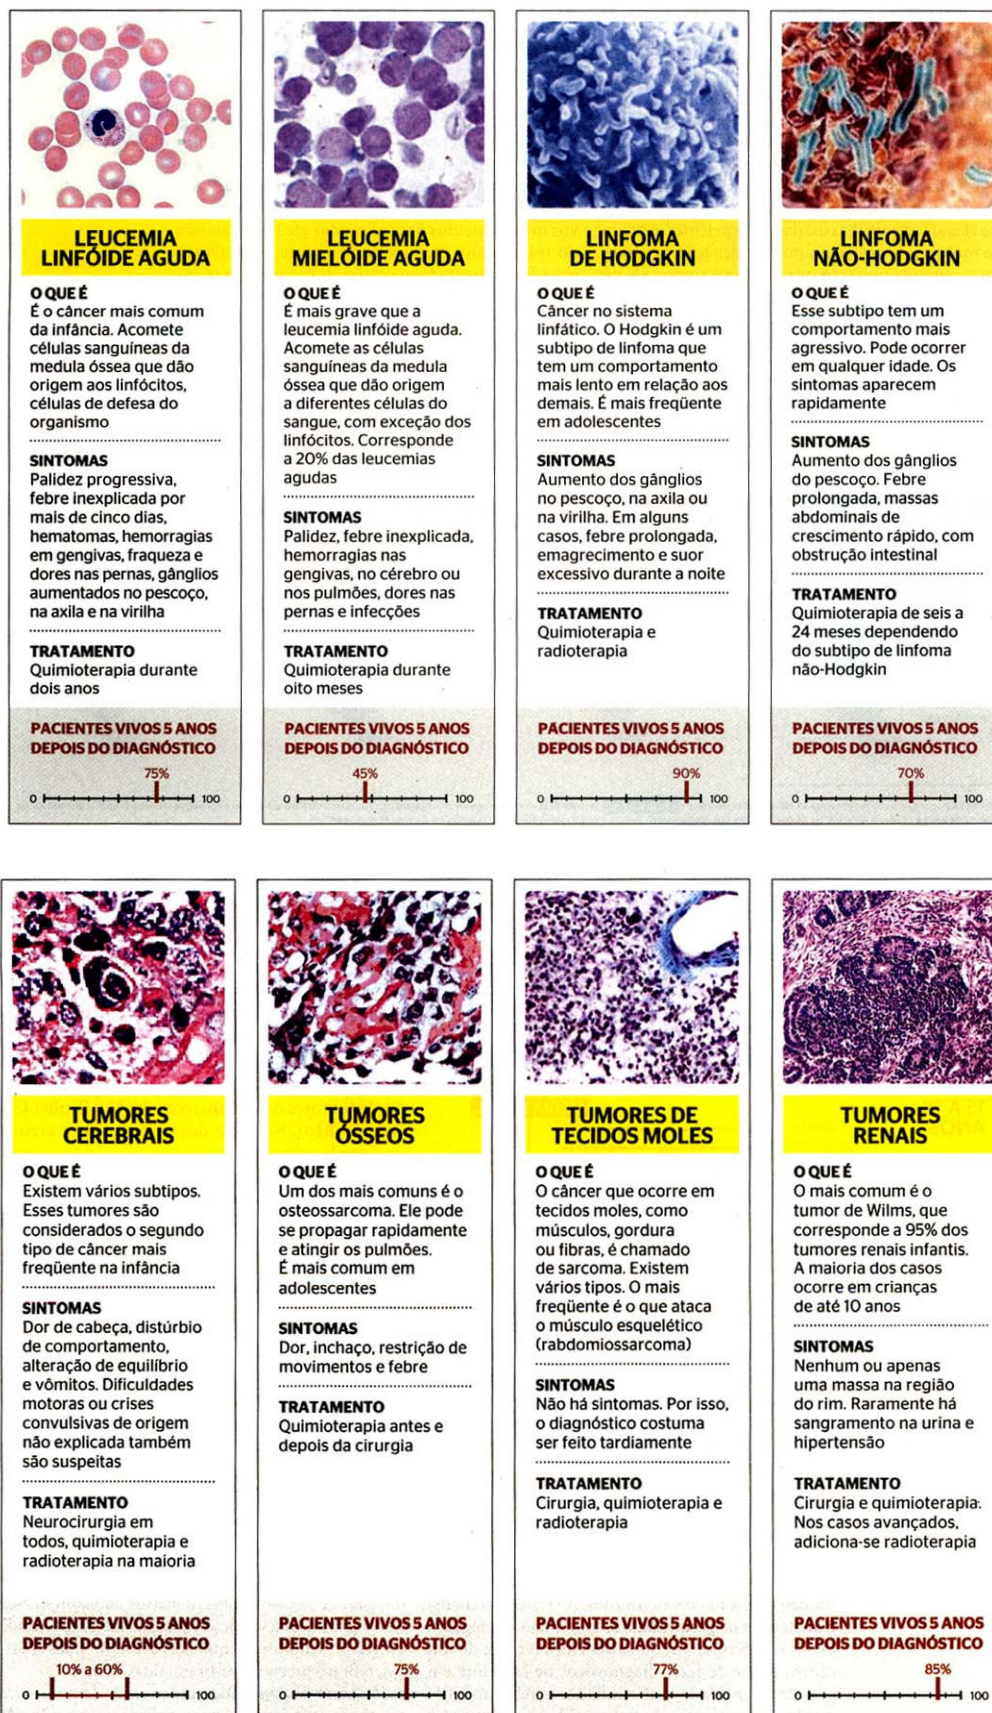 LEUCEMIA
LINFÓIDE AGUDA
O QUE É
É o câncer mais comum
da infância. Acomete
células sanguíneas da
medula óssea que dão
origem aos linfócitos,
células de defesa do
organismo
SINTOMAS
Palidez progressiva,
febre inexplicada por
mais de cinco dias,
hematomas, hemorragias
em gengivas, fraqueza e
dores nas pernas, gânglios
aumentados no pescoço,
na axila e na virilha
TRATAMENTO
Quimioterapia durante
dois anos
PACIENTES VIVOS 5 ANOS
DEPOIS DO DIAGNÓSTICO
75%
0 100
LEUCEMIA
MIELÓIDE AGUDA
O QUE É
É mais grave que a
leucemia linfóide aguda.
Acomete as células
sanguíneas da medula
óssea que dão origem
a diferentes células do
sangue, com exceção dos
linfócitos. Corresponde
a 20% das leucemias
agudas
SINTOMAS
Palidez, febre inexplicada,
hemorragias nas
gengivas, no cérebro ou
nos pulmões, dores nas
pernas e infecções
TRATAMENTO
Quimioterapia durante
oito meses
PACIENTES VIVOS 5 ANOS
DEPOIS DO DIAGNÓSTICO
45%
0 100
LINFOMA
DE HODGKIN
O QUE É
Câncer no sistema
linfático. O Hodgkin é um
subtipo de linfoma que
tem um comportamento
mais lento em relação aos
demais. É mais freqüente
em adolescentes
SINTOMAS
Aumento dos gânglios
no pescoço, na axila ou
na virilha. Em alguns
casos, febre prolongada,
emagrecimento e suor
excessivo durante a noite
TRATAMENTO
Quimioterapia e
radioterapia
PACIENTES VIVOS 5 ANOS
DEPOIS DO DIAGNÓSTICO
90%
0 100
LINFOMA
NÃO-HODGKIN
O QUE É
Esse subtipo tem um
comportamento mais
agressivo. Pode ocorrer
em qualquer idade. Os
sintomas aparecem
rapidamente
SINTOMAS
Aumento dos gânglios
do pescoço. Febre
prolongada, massas
abdominais de
crescimento rápido, com
obstrução intestinal
TRATAMENTO
Quimioterapia de seis a
24 meses dependendo
do subtipo de linfoma
não-Hodgkin
PACIENTES VIVOS 5 ANOS
DEPOIS DO DIAGNÓSTICO
70%
0 100
TUMORES
CEREBRAIS
O QUE É
Existem vários subtipos.
Esses tumores são
considerados o segundo
tipo de câncer mais
freqüente na infância
SINTOMAS
Dor de cabeça, distúrbio
de comportamento,
alteração de equilíbrio
e vômitos. Dificuldades
motoras ou crises
convulsivas de origem
não explicada também
são suspeitas
TRATAMENTO
Neurocirurgia em
todos, quimioterapia e
radioterapia na maioria
PACIENTES VIVOS 5 ANOS
DEPOIS DO DIAGNÓSTICO
10% a 60%
0 100
TUMORES
ÓSSEOS
O QUE É
Um dos mais comuns é o
osteossarcoma. Ele pode
se propagar rapidamente
e atingir os pulmões.
É mais comum em
adolescentes
SINTOMAS
Dor, inchaço, restrição de
movimentos e febre
TRATAMENTO
Quimioterapia antes e
depois da cirurgia
PACIENTES VIVOS 5 ANOS
DEPOIS DO DIAGNÓSTICO
75%
0 100
TUMORES DE
TECIDOS MOLES
O QUE É
O câncer que ocorre em
tecidos moles, como
músculos, gordura
ou fibras, é chamado
de sarcoma. Existem
vários tipos. O mais
freqüente é o que ataca
o músculo esquelético
(rabdomiossarcoma)
SINTOMAS
Não há sintomas. Por isso,
o diagnóstico costuma
ser feito tardiamente
TRATAMENTO
Cirurgia, quimioterapia e
radioterapia
PACIENTES VIVOS 5 ANOS
DEPOIS DO DIAGNÓSTICO
77%
0 100
TUMORES
RENAIS
O QUE É
O mais comum é o
tumor de Wilms, que
corresponde a 95% dos
tumores renais infantis.
A maioria dos casos
ocorre em crianças
de até 10 anos
SINTOMAS
Nenhum ou apenas
uma massa na região
do rim. Raramente há
sangramento na urina e
hipertensão
TRATAMENTO
Cirurgia e quimioterapia.
Nos casos avançados,
adiciona-se radioterapia
PACIENTES VIVOS 5 ANOS
DEPOIS DO DIAGNÓSTICO
85%
0 100